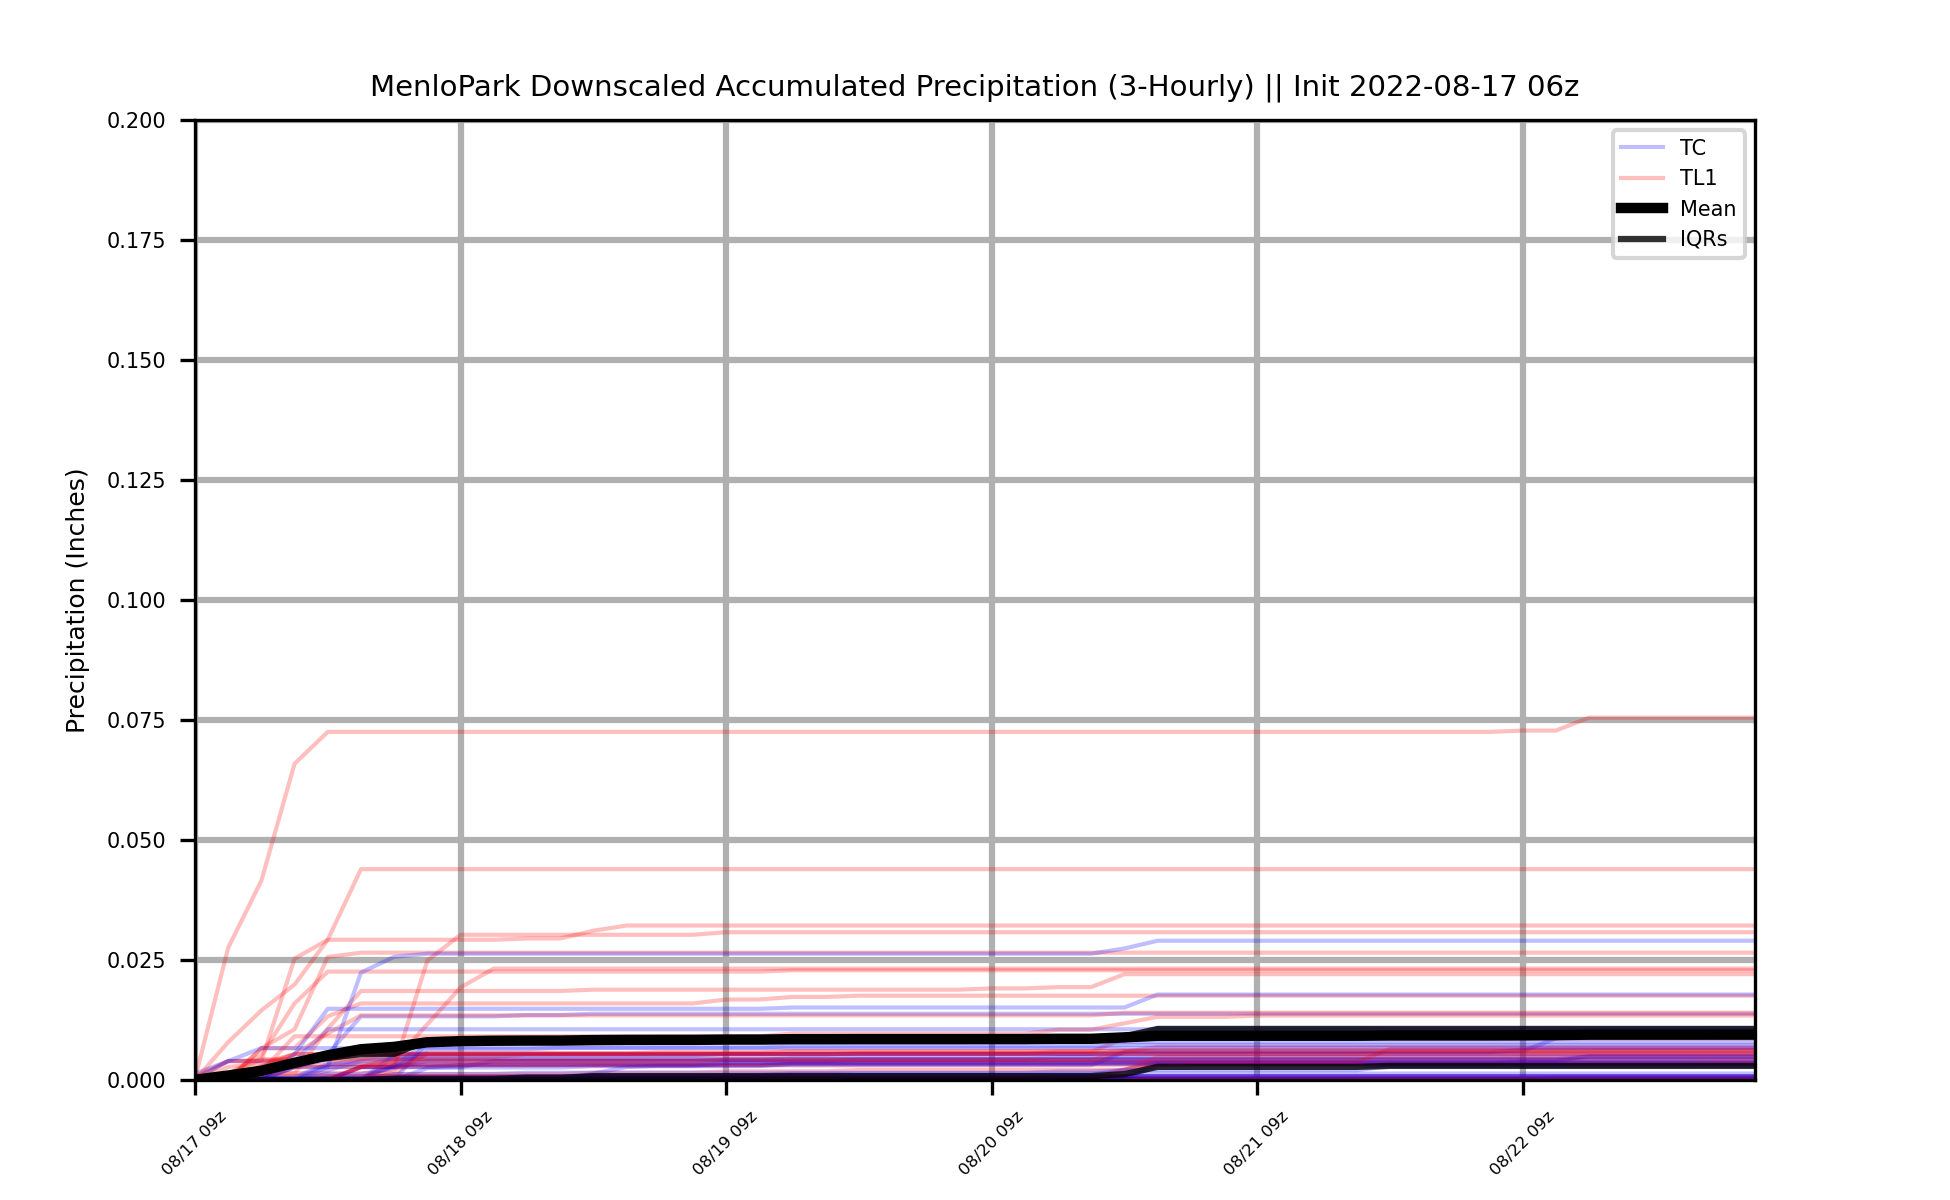 MenloPark Downscaled Accumulated Precipitation (3-Hourly) || Init 2022-08-17 06z
TC
TL1
Mean
IQRs
Precipitation (Inches)
0.200
0.175
0.150
0.125
0.100
0.075
0.050
0.025
0.000
08/17 09z
08/18 09z
08/19 09z
08/20 09z
08/21 09z
08/22 09z